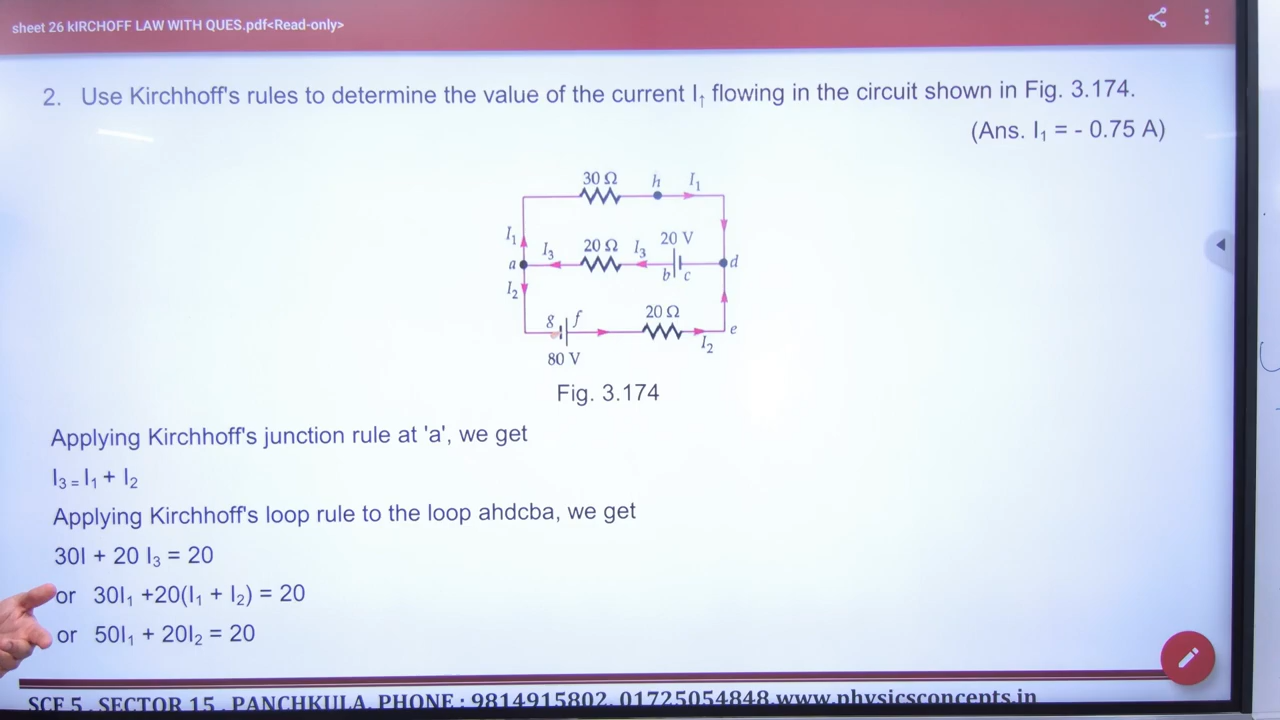 sheet 26 kIRCHOFF LAW WITH QUES.pdf<Read-only>
2. Use Kirchhoff's rules to determine the value of the current I↑ flowing in the circuit shown in Fig. 3.174.
(Ans. I₁ = - 0.75 A)
30 Ω h I₁
I₁ I₃ 20 Ω I₃ 20 V
a b c d
I₂ g f 20 Ω e
80 V I₂
Fig. 3.174
Applying Kirchhoff's junction rule at 'a', we get
I₃ = I₁ + I₂
Applying Kirchhoff's loop rule to the loop ahdcba, we get
30I + 20 I₃ = 20
or 30I₁ +20(I₁ + I₂) = 20
or 50I₁ + 20I₂ = 20
SCF 5 , SECTOR 15 , PANCHKULA, PHONE : 9814915802, 01725054848,www.physicsconcepts.in